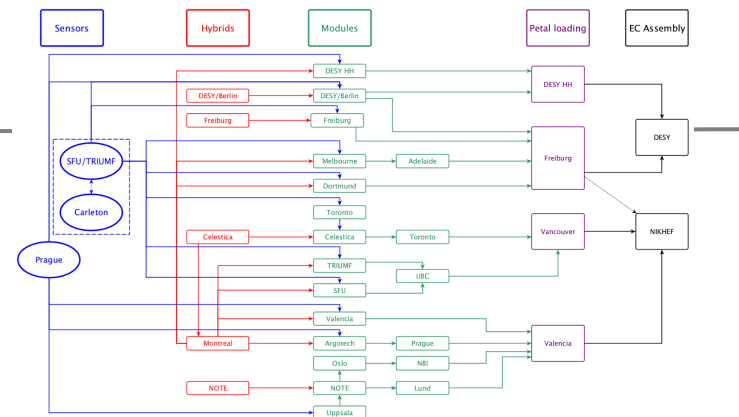 Sensors
Hybrids
Modules
Petal loading
EC Assembly
DESY HH
DESY HH
DESY/Berlin
DESY/Berlin
Freiburg
Freiburg
DESY
SFU/TRIUMF
Melbourne
Adelaide
Freiburg
Dortmund
Carleton
Toronto
Celestica
Celestica
Toronto
Vancouver
NIKHEF
Prague
TRIUMF
UBC
SFU
Valencia
Montreal
Argotech
Prague
Valencia
Oslo
NBI
NOTE
NOTE
Lund
Uppsala